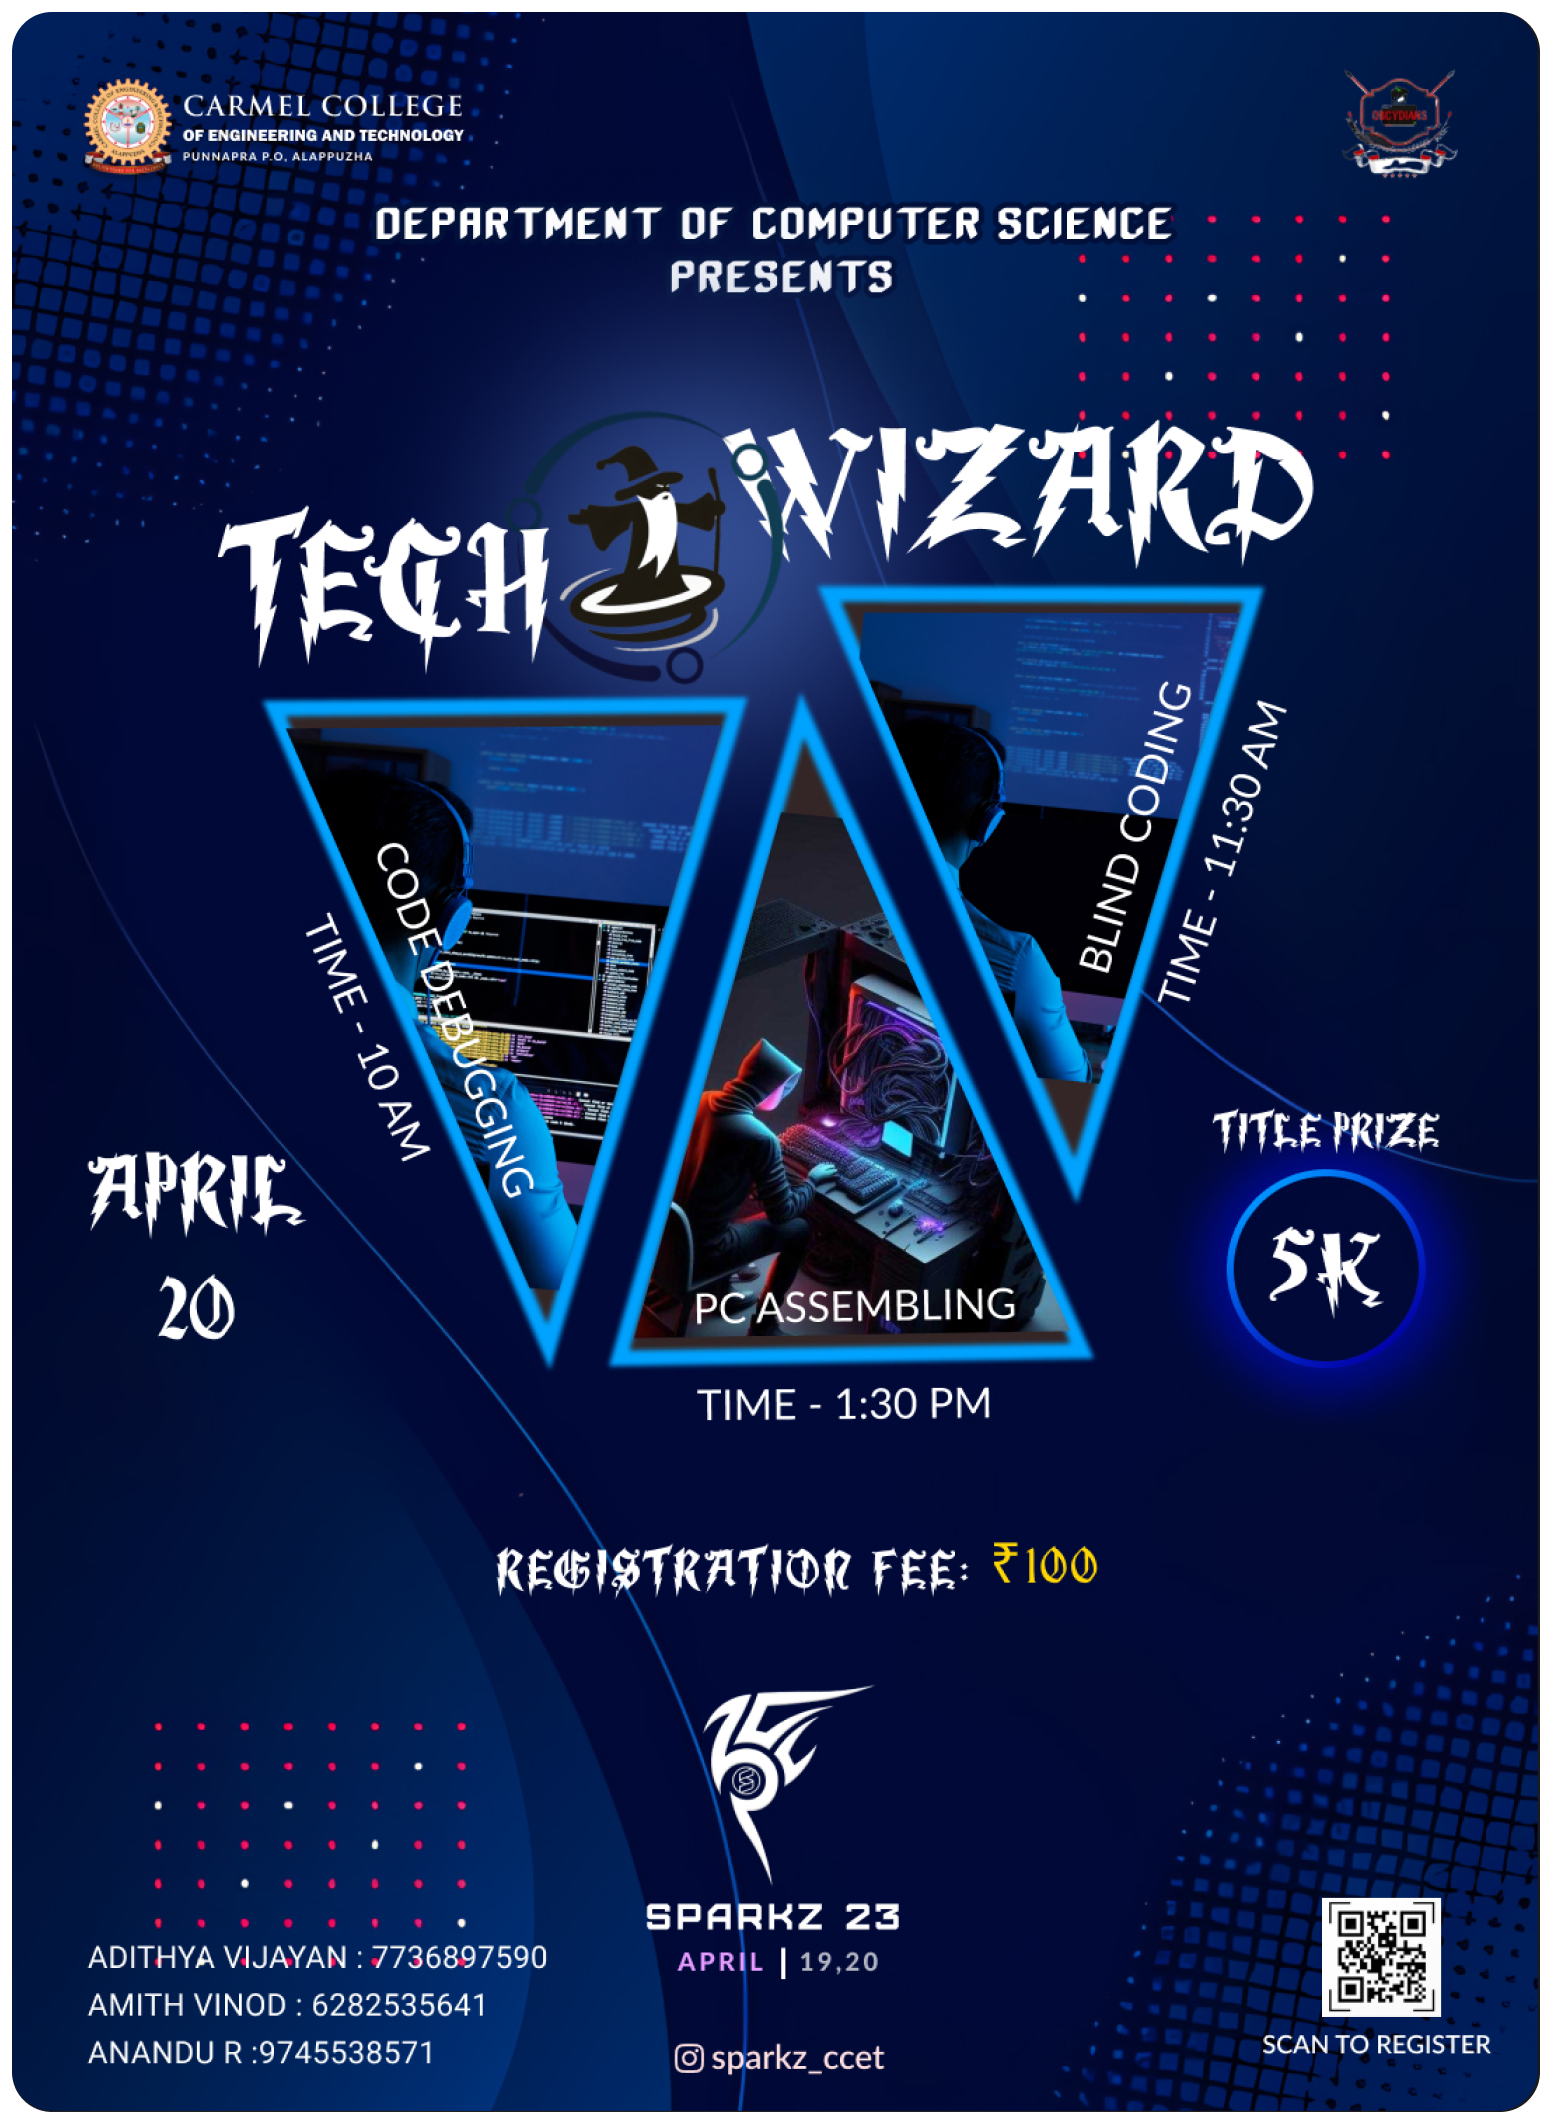 CARMEL COLLEGE
OF ENGINEERING AND TECHNOLOGY
PUNNAPRA P.O, ALAPPUZHA
OBCYDIANS
DEPARTMENT OF COMPUTER SCIENCE
PRESENTS
TECH WIZARD
CODE DEBUGGING
TIME - 10 AM
BLIND CODING
TIME - 11:30 AM
PC ASSEMBLING
TIME - 1:30 PM
APRIL
20
TITLE PRIZE
5K
REGISTRATION FEE: ₹100
SPARKZ 23
APRIL | 19,20
sparkz_ccet
ADITHYA VIJAYAN : 7736897590
AMITH VINOD : 6282535641
ANANDU R :9745538571
SCAN TO REGISTER